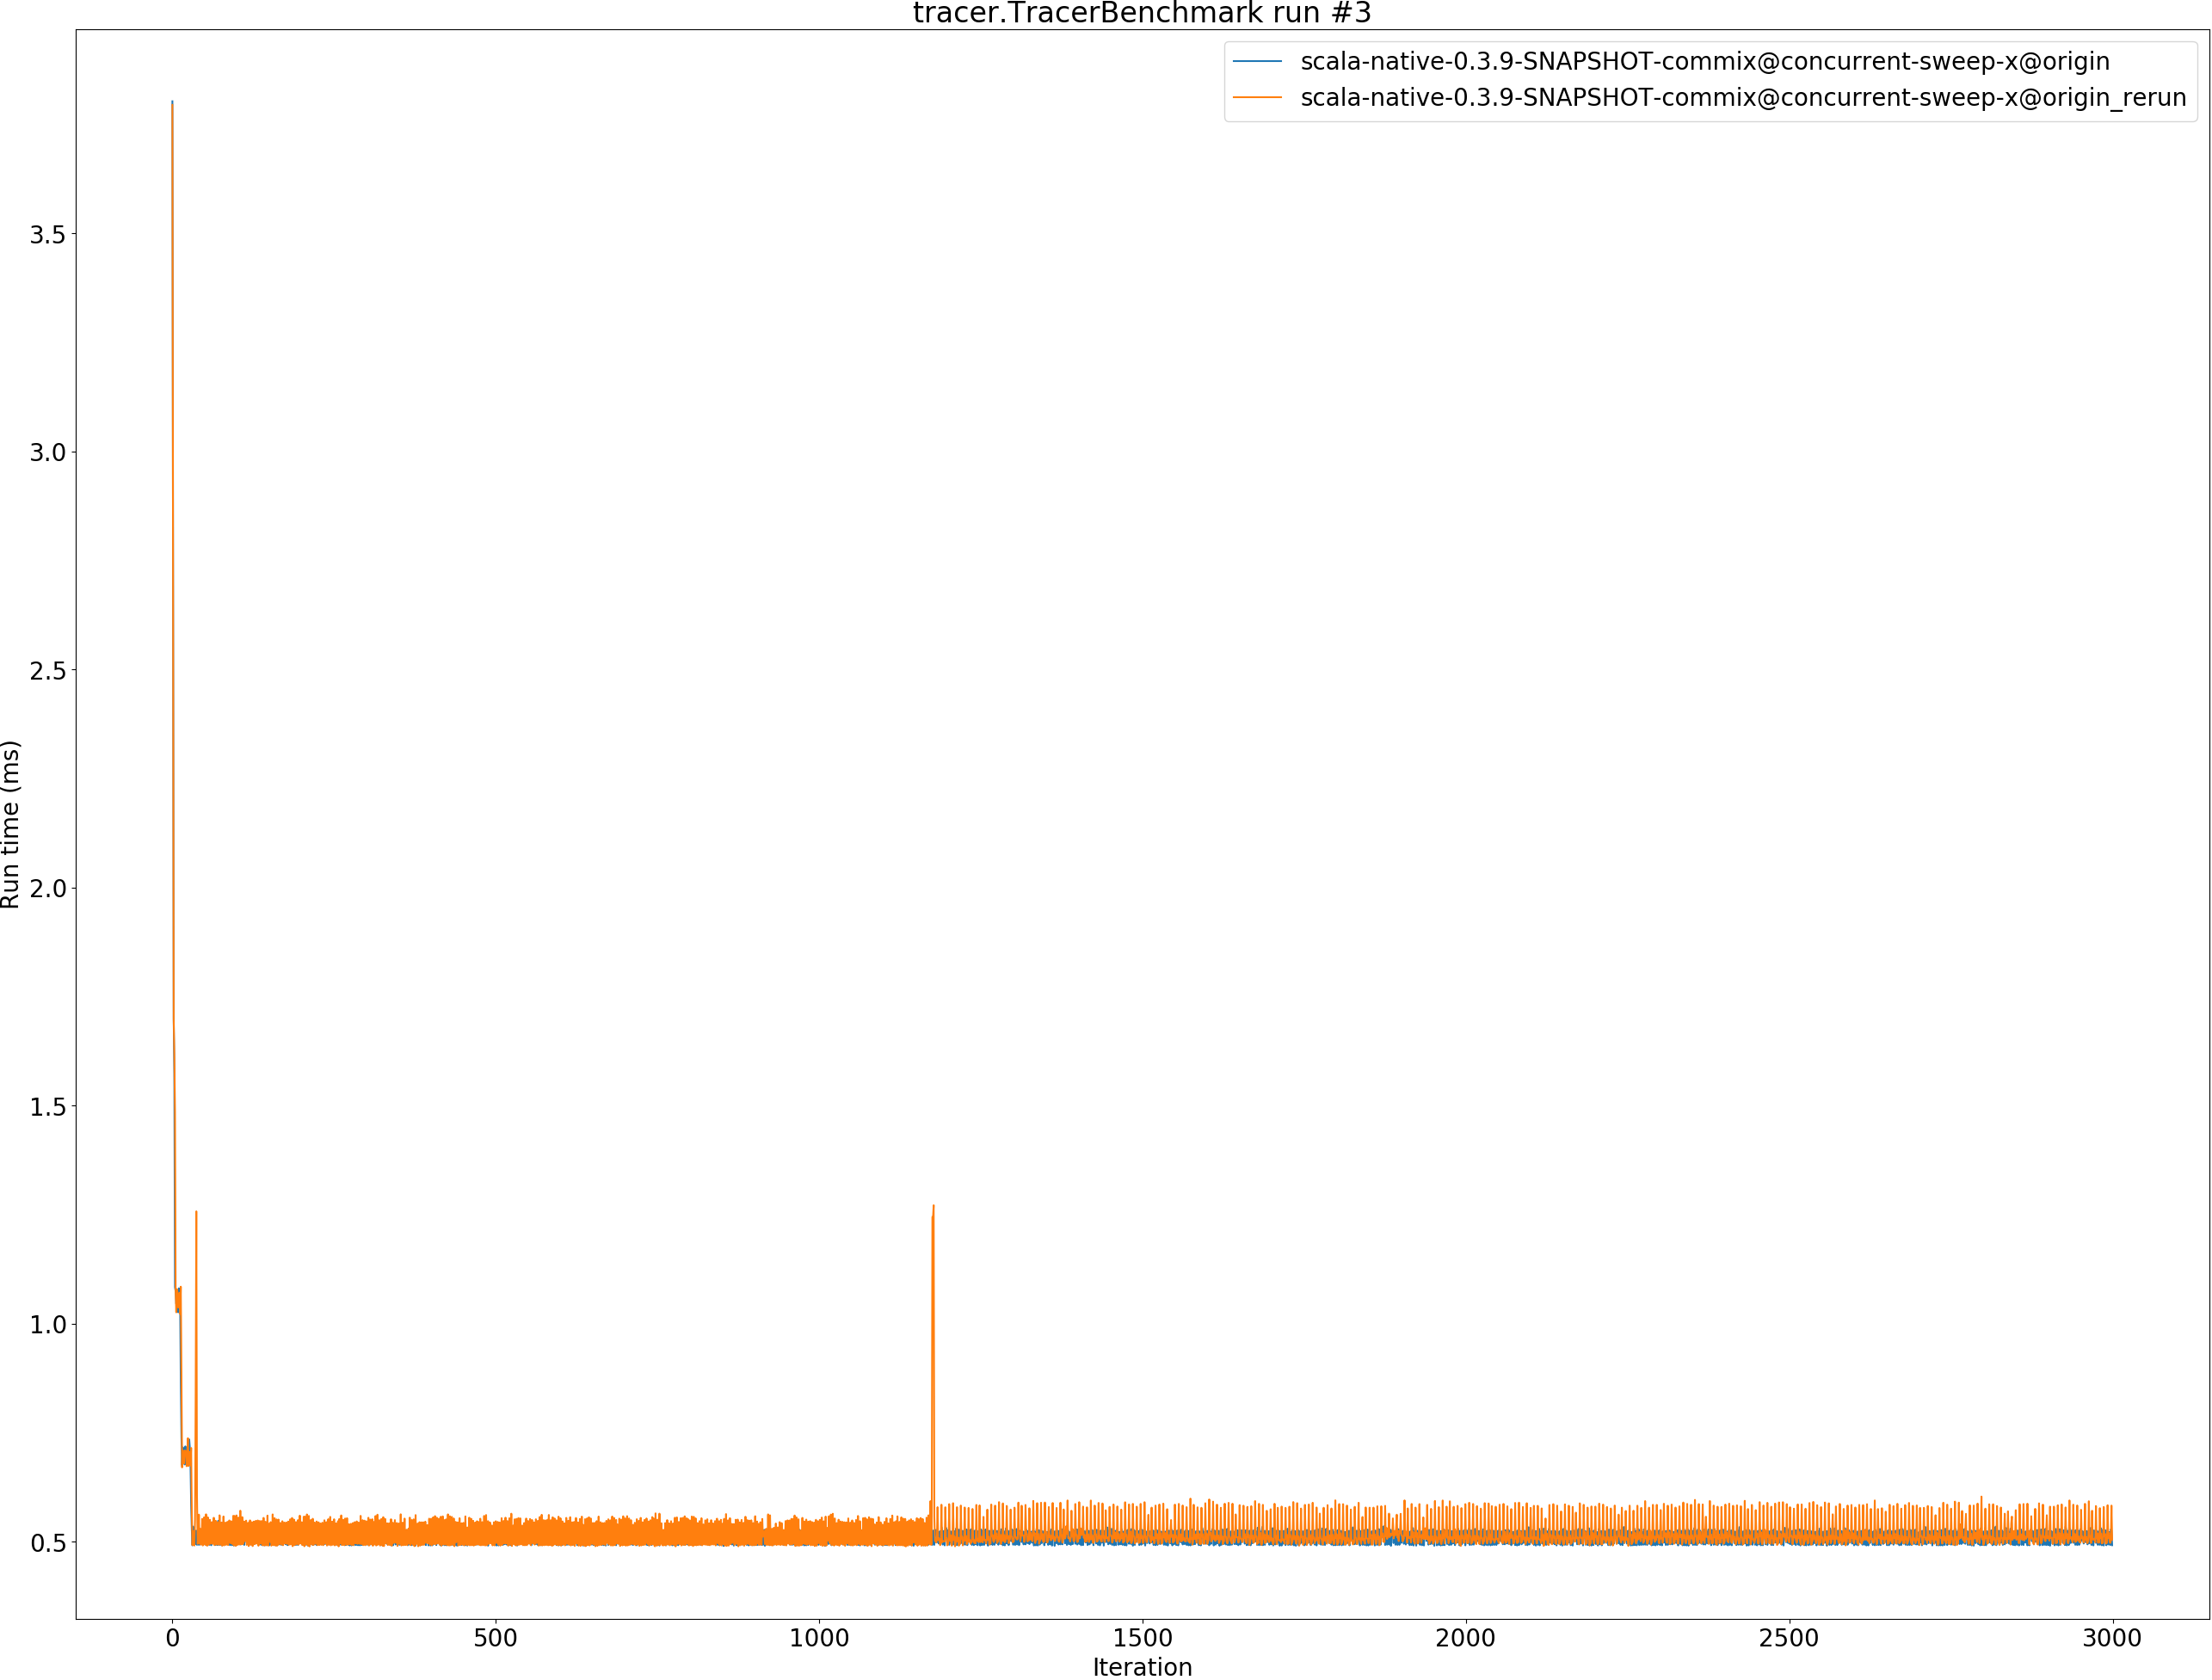 tracer.TracerBenchmark run #3
scala-native-0.3.9-SNAPSHOT-commix@concurrent-sweep-x@origin
scala-native-0.3.9-SNAPSHOT-commix@concurrent-sweep-x@origin_rerun
Run time (ms)
3.5
3.0
2.5
2.0
1.5
1.0
0.5
0 500 1000 1500 2000 2500 3000
Iteration